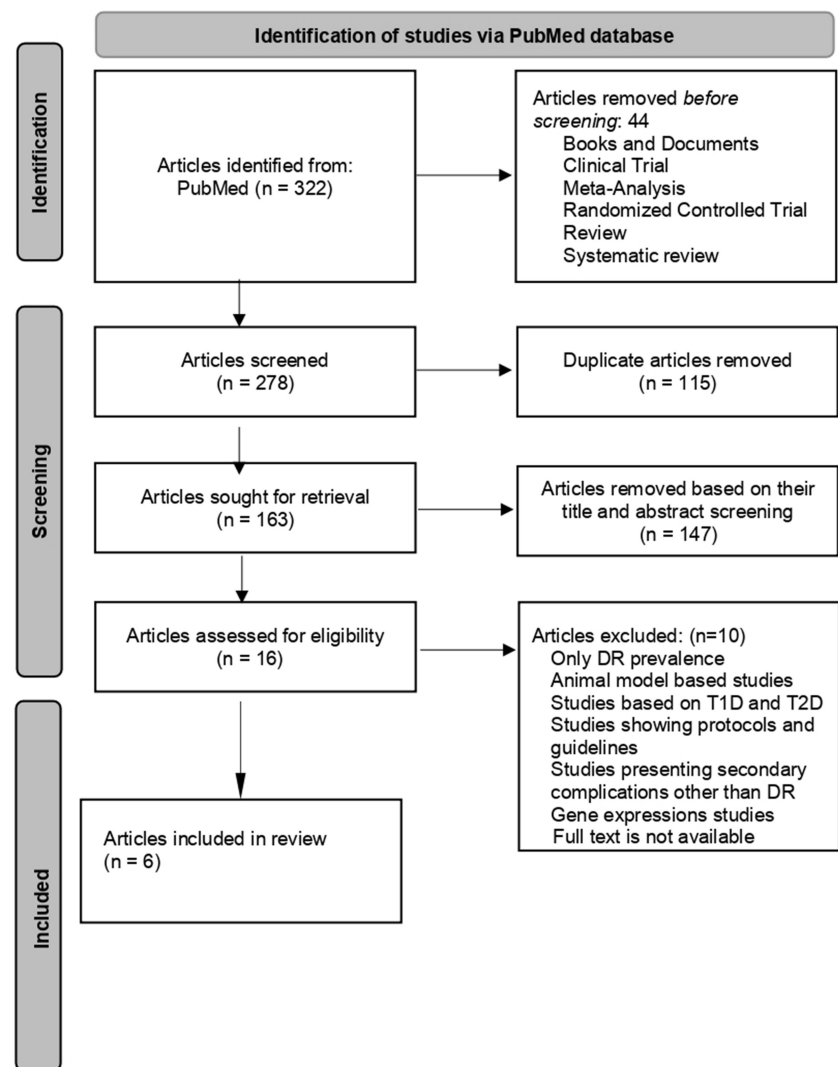 Identification of studies via PubMed database
Identification
Articles identified from:
PubMed (n = 322)
Articles removed before
screening: 44
Books and Documents
Clinical Trial
Meta-Analysis
Randomized Controlled Trial
Review
Systematic review
Screening
Articles screened
(n = 278)
Duplicate articles removed
(n = 115)
Articles sought for retrieval
(n = 163)
Articles removed based on their
title and abstract screening
(n = 147)
Articles assessed for eligibility
(n = 16)
Articles excluded: (n=10)
Only DR prevalence
Animal model based studies
Studies based on T1D and T2D
Studies showing protocols and
guidelines
Studies presenting secondary
complications other than DR
Gene expressions studies
Full text is not available
Included
Articles included in review
(n = 6)